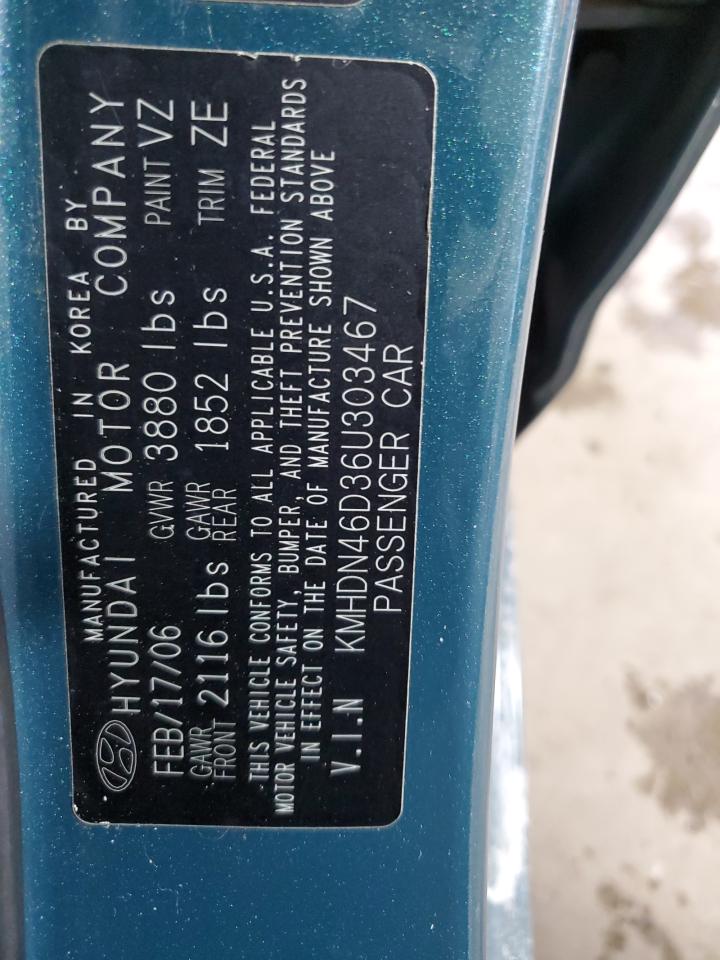 MANUFACTURED IN KOREA BY
HYUNDAI MOTOR COMPANY
FEB/17/06 GVWR 3880 lbs PAINT VZ
GAWR FRONT 2116 lbs GAWR REAR 1852 lbs TRIM ZE
THIS VEHICLE CONFORMS TO ALL APPLICABLE U.S.A. FEDERAL
MOTOR VEHICLE SAFETY, BUMPER, AND THEFT PREVENTION STANDARDS
IN EFFECT ON THE DATE OF MANUFACTURE SHOWN ABOVE
V.I.N KMHDN46D36U303467
PASSENGER CAR